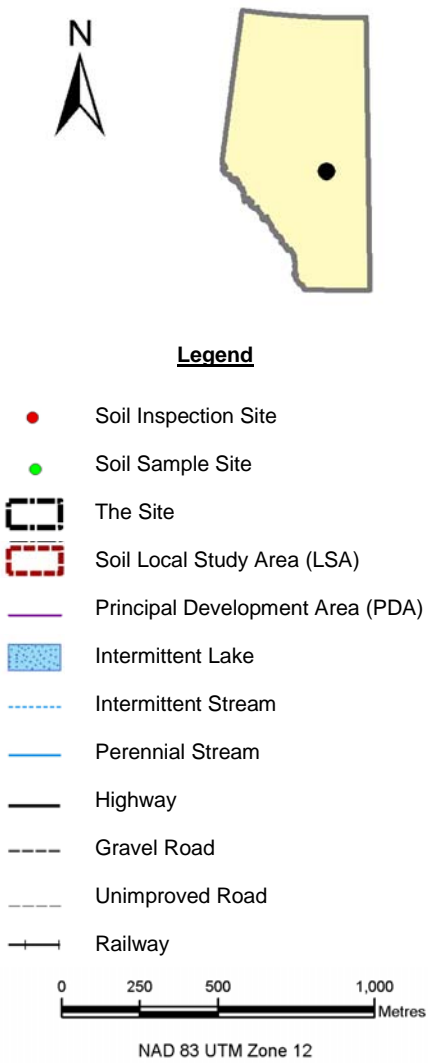 N
Legend
Soil Inspection Site
Soil Sample Site
The Site
Soil Local Study Area (LSA)
Principal Development Area (PDA)
Intermittent Lake
Intermittent Stream
Perennial Stream
Highway
Gravel Road
Unimproved Road
Railway
0 250 500 1,000
Metres
NAD 83 UTM Zone 12